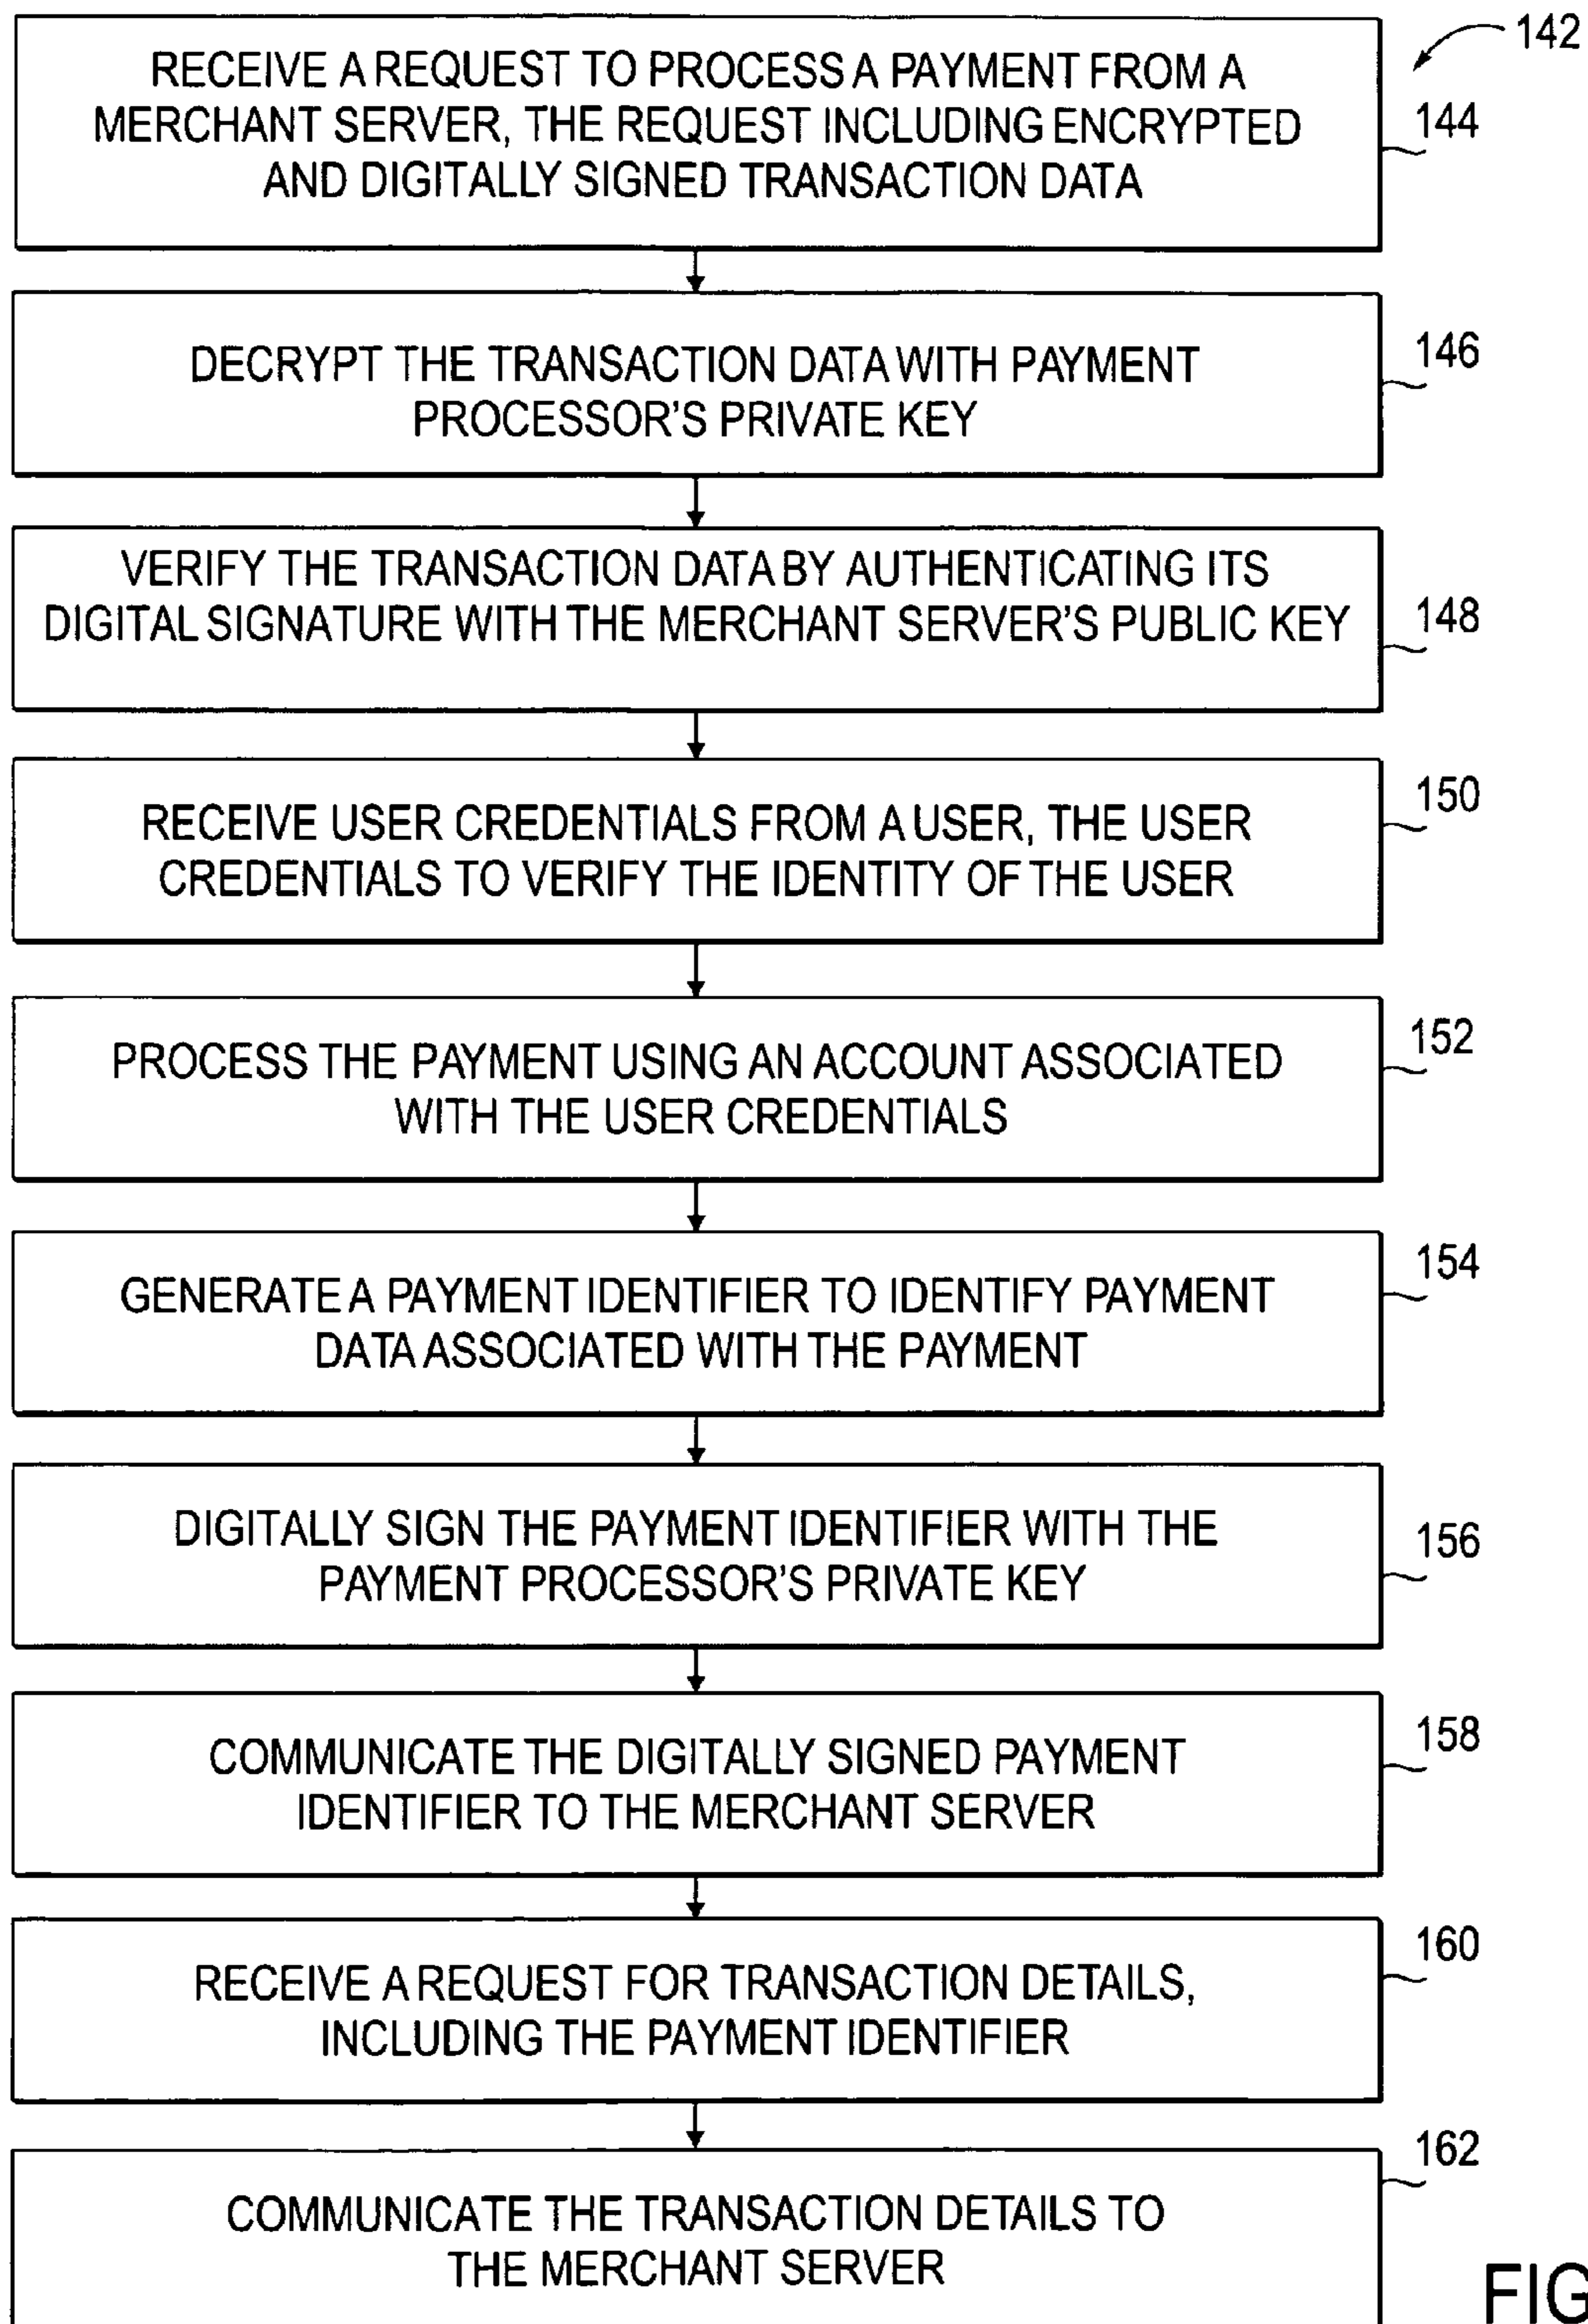 142
RECEIVE A REQUEST TO PROCESS A PAYMENT FROM A
MERCHANT SERVER, THE REQUEST INCLUDING ENCRYPTED
AND DIGITALLY SIGNED TRANSACTION DATA
144
DECRYPT THE TRANSACTION DATA WITH PAYMENT
PROCESSOR'S PRIVATE KEY
146
VERIFY THE TRANSACTION DATA BY AUTHENTICATING ITS
DIGITAL SIGNATURE WITH THE MERCHANT SERVER'S PUBLIC KEY
148
RECEIVE USER CREDENTIALS FROM A USER, THE USER
CREDENTIALS TO VERIFY THE IDENTITY OF THE USER
150
PROCESS THE PAYMENT USING AN ACCOUNT ASSOCIATED
WITH THE USER CREDENTIALS
152
GENERATE A PAYMENT IDENTIFIER TO IDENTIFY PAYMENT
DATA ASSOCIATED WITH THE PAYMENT
154
DIGITALLY SIGN THE PAYMENT IDENTIFIER WITH THE
PAYMENT PROCESSOR'S PRIVATE KEY
156
COMMUNICATE THE DIGITALLY SIGNED PAYMENT
IDENTIFIER TO THE MERCHANT SERVER
158
RECEIVE A REQUEST FOR TRANSACTION DETAILS,
INCLUDING THE PAYMENT IDENTIFIER
160
COMMUNICATE THE TRANSACTION DETAILS TO
THE MERCHANT SERVER
162
FIG